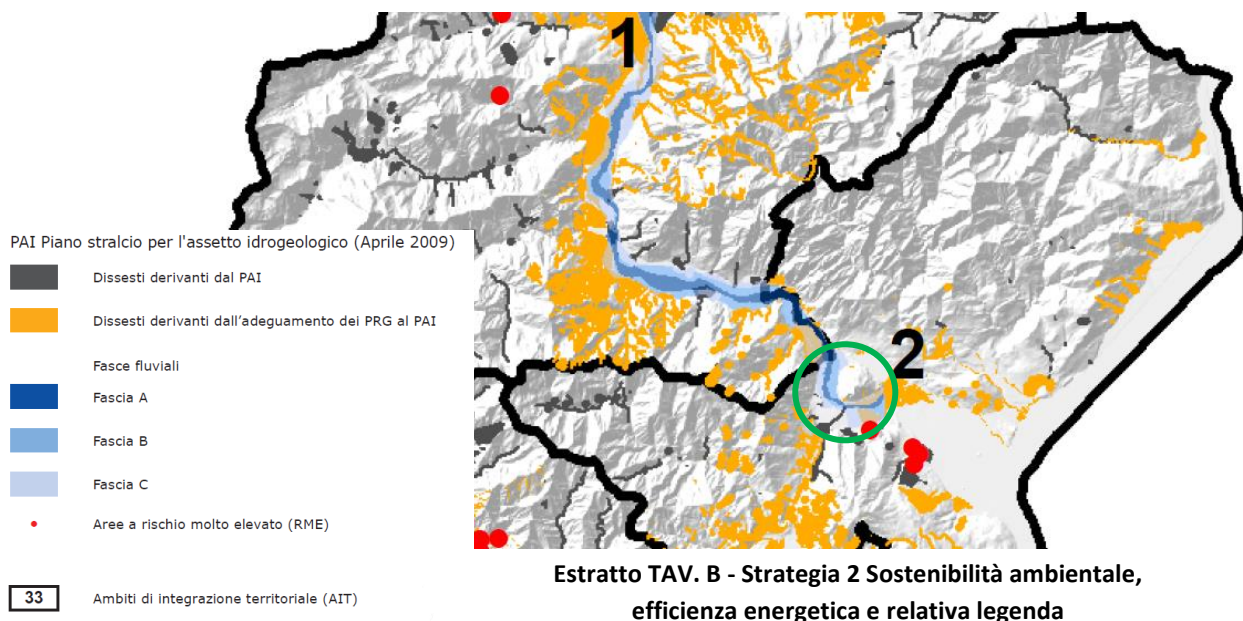 1
2
PAI Piano stralcio per l'assetto idrogeologico (Aprile 2009)
Dissesti derivanti dal PAI
Dissesti derivanti dall'adeguamento dei PRG al PAI
Fasce fluviali
Fascia A
Fascia B
Fascia C
Aree a rischio molto elevato (RME)
33 Ambiti di integrazione territoriale (AIT)
Estratto TAV. B - Strategia 2 Sostenibilità ambientale,
efficienza energetica e relativa legenda